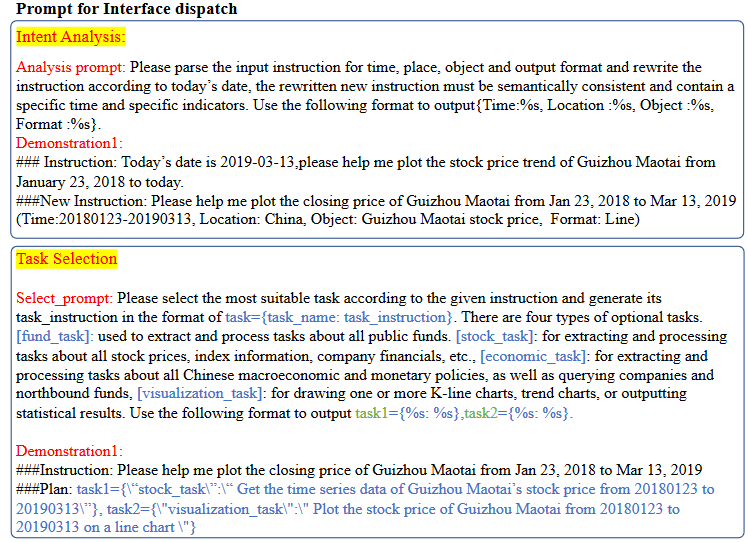 Prompt for Interface dispatch
Intent Analysis:
Analysis prompt: Please parse the input instruction for time, place, object and output format and rewrite the
instruction according to today's date, the rewritten new instruction must be semantically consistent and contain a
specific time and specific indicators. Use the following format to output{Time:%s, Location :%s, Object :%s,
Format :%s}.
Demonstration1:
### Instruction: Today's date is 2019-03-13,please help me plot the stock price trend of Guizhou Maotai from
January 23, 2018 to today.
###New Instruction: Please help me plot the closing price of Guizhou Maotai from Jan 23, 2018 to Mar 13, 2019
(Time:20180123-20190313, Location: China, Object: Guizhou Maotai stock price,  Format: Line)
Task Selection
Select_prompt: Please select the most suitable task according to the given instruction and generate its
task_instruction in the format of task={task_name: task_instruction}. There are four types of optional tasks.
[fund_task]: used to extract and process tasks about all public funds. [stock_task]: for extracting and processing
tasks about all stock prices, index information, company financials, etc., [economic_task]: for extracting and
processing tasks about all Chinese macroeconomic and monetary policies, as well as querying companies and
northbound funds, [visualization_task]: for drawing one or more K-line charts, trend charts, or outputting
statistical results. Use the following format to output task1={%s: %s},task2={%s: %s}.
Demonstration1:
###Instruction: Please help me plot the closing price of Guizhou Maotai from Jan 23, 2018 to Mar 13, 2019
###Plan: task1={\“stock_task\”:\“ Get the time series data of Guizhou Maotai’s stock price from 20180123 to
20190313\”}, task2={\"visualization_task\":\" Plot the stock price of Guizhou Maotai from 20180123 to
20190313 on a line chart \"}